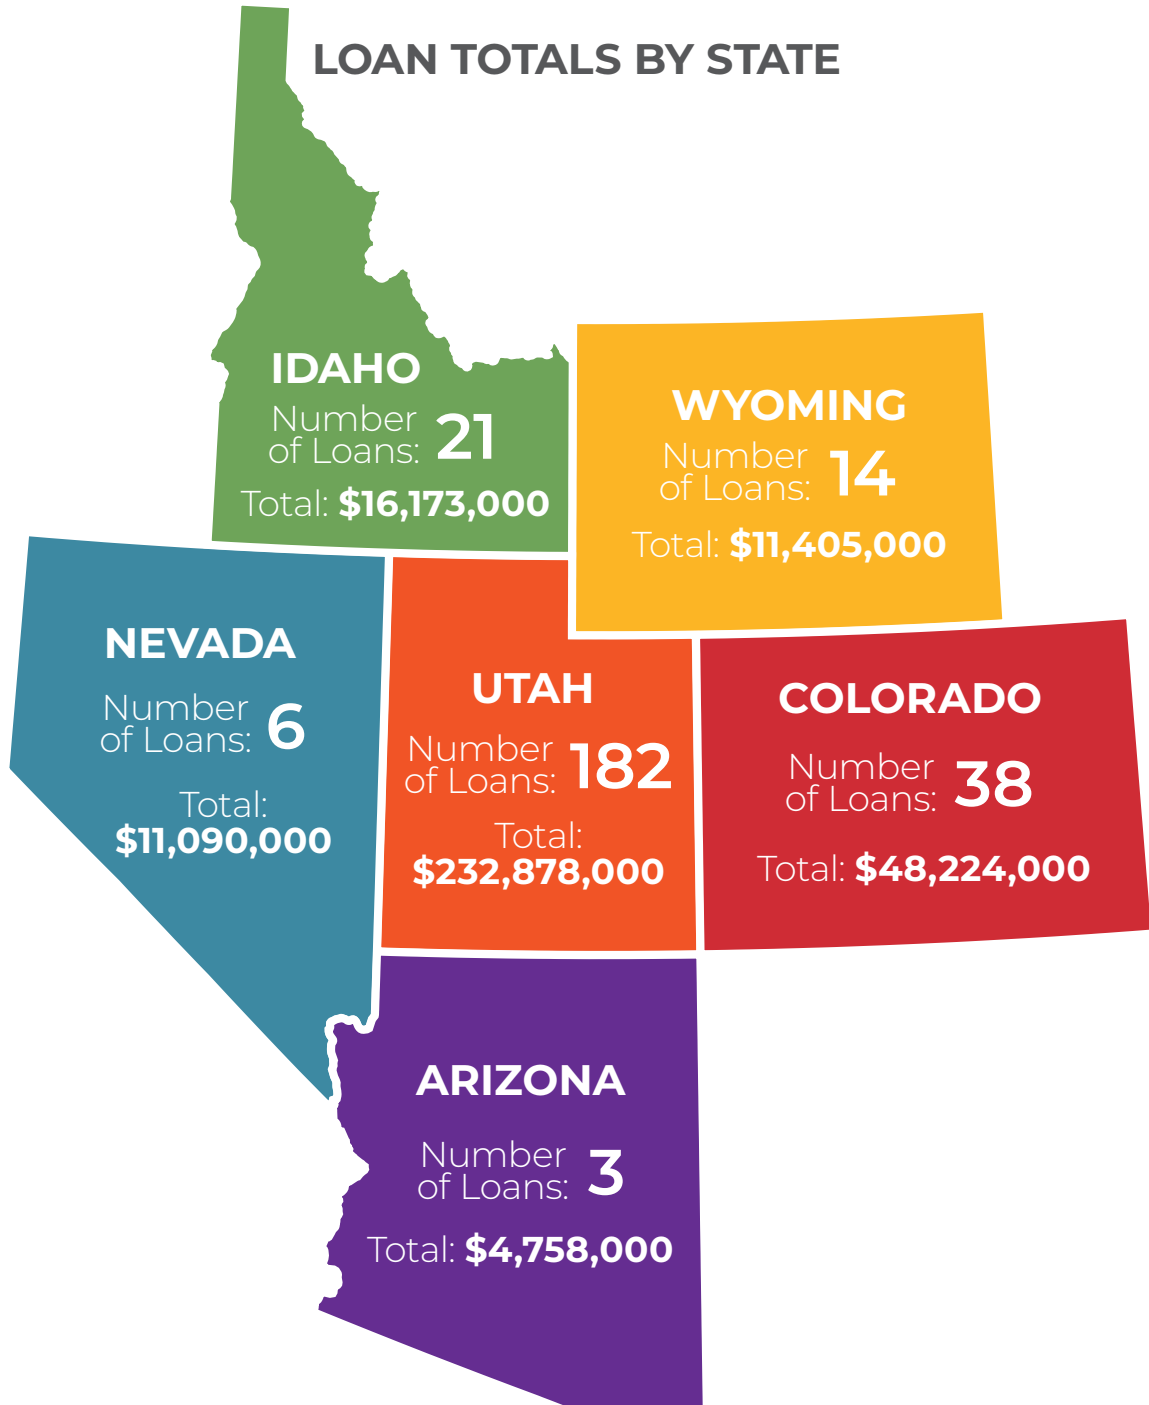 LOAN TOTALS BY STATE
IDAHO
Number
of Loans: 21
Total: $16,173,000
WYOMING
Number
of Loans: 14
Total: $11,405,000
NEVADA
Number
of Loans: 6
Total:
$11,090,000
UTAH
Number
of Loans: 182
Total:
$232,878,000
COLORADO
Number
of Loans: 38
Total: $48,224,000
ARIZONA
Number
of Loans: 3
Total: $4,758,000